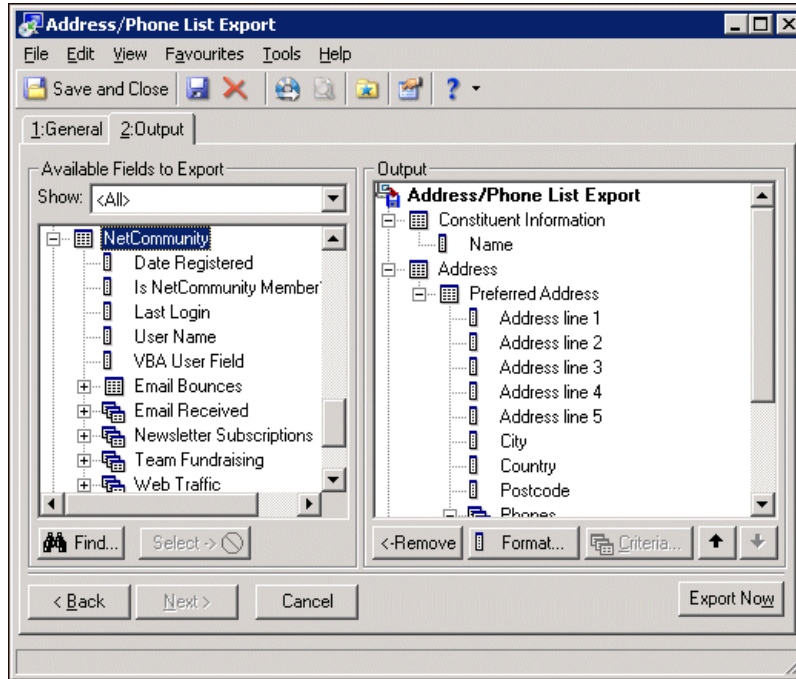 Address/Phone List Export
File Edit View Favourites Tools Help
Save and Close ?
1:General 2:Output
Available Fields to Export
Show: <All>
NetCommunity
Date Registered
Is NetCommunity Member
Last Login
User Name
VBA User Field
Email Bounces
Email Received
Newsletter Subscriptions
Team Fundraising
Web Traffic
Find... Select ->
Output
Address/Phone List Export
Constituent Information
Name
Address
Preferred Address
Address line 1
Address line 2
Address line 3
Address line 4
Address line 5
City
Country
Postcode
Phones
<-Remove Format... Criteria...
< Back Next > Cancel Export Now